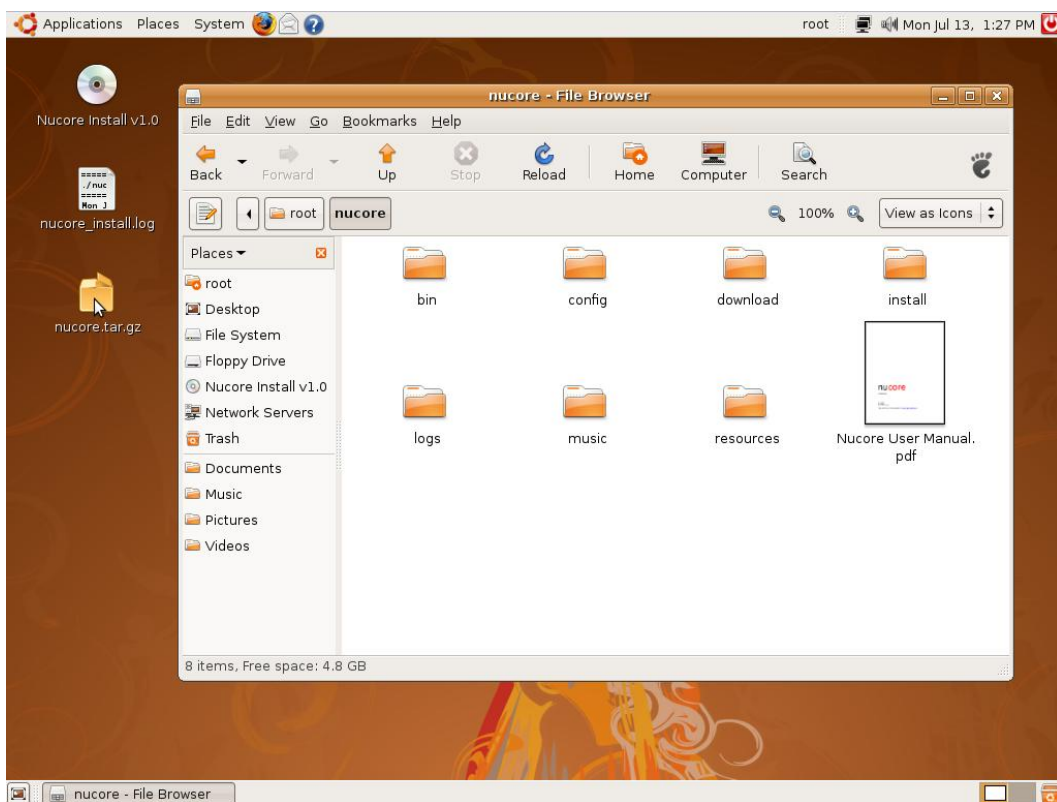 Applications Places System
root
Mon Jul 13, 1:27 PM
Nucore Install v1.0
=====
./nuc
=====
Mon J
nucore_install.log
nucore.tar.gz
nucore - File Browser
File Edit View Go Bookmarks Help
Back Forward Up Stop Reload Home Computer Search
root nucore
100%
View as Icons
Places
root
Desktop
File System
Floppy Drive
Nucore Install v1.0
Network Servers
Trash
Documents
Music
Pictures
Videos
bin config download install
nucore
logs music resources Nucore User Manual.
pdf
8 items, Free space: 4.8 GB
nucore - File Browser